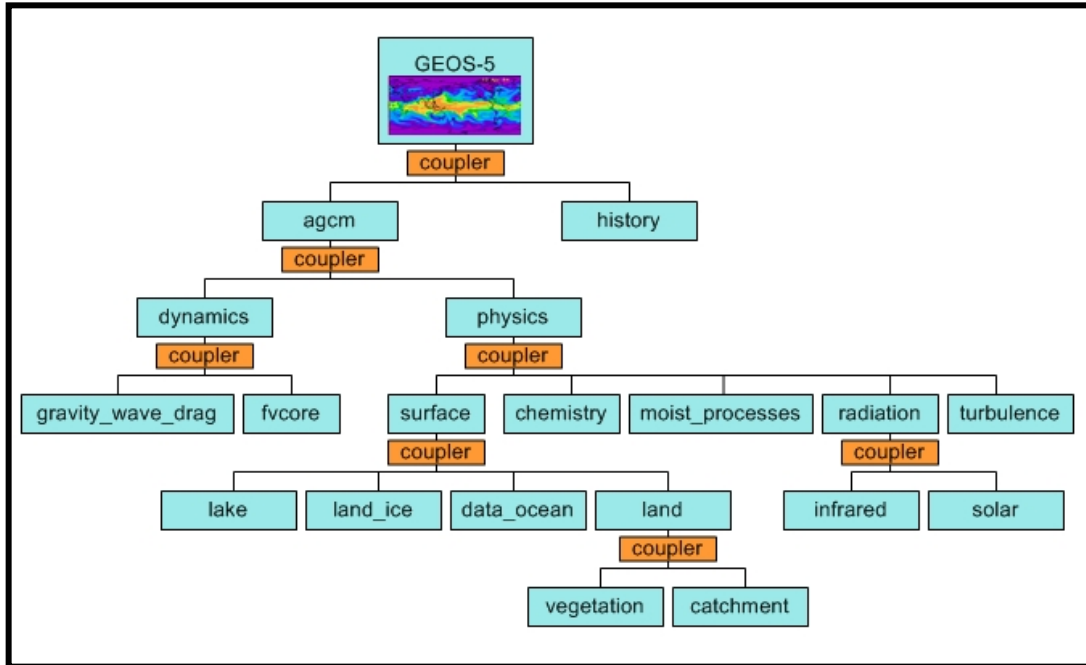 GEOS-5
coupler
agcm
history
coupler
dynamics
physics
coupler
coupler
gravity_wave_drag
fvcore
surface
chemistry
moist_processes
radiation
turbulence
coupler
coupler
lake
land_ice
data_ocean
land
infrared
solar
coupler
vegetation
catchment